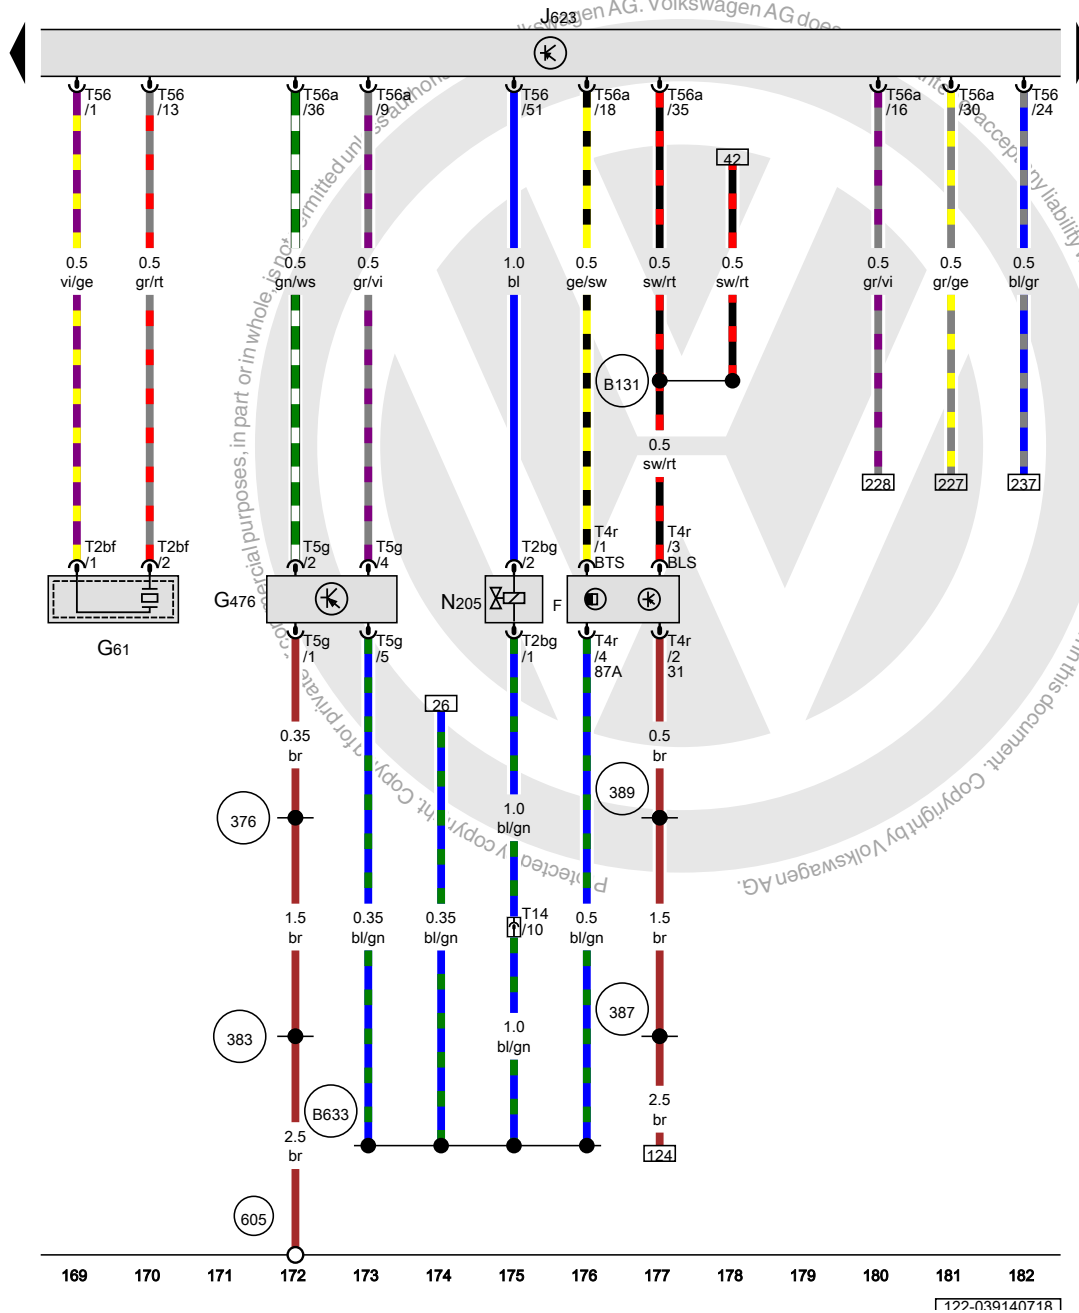 J623
T56 /1
T56 /13
T56a /36
T56a /9
T56 /51
T56a /18
T56a /35
T56a /16
T56a /30
T56 /24
42
0.5 vi/ge
0.5 gr/rt
0.5 gn/ws
0.5 gr/vi
1.0 bl
0.5 ge/sw
0.5 sw/rt
0.5 sw/rt
0.5 gr/vi
0.5 gr/ge
0.5 bl/gr
B131
0.5 sw/rt
228
227
237
T2bf /1
T2bf /2
T5g /2
T5g /4
T2bg /2
T4r /1 BTS
T4r /3 BLS
G476
N205
F
G61
T5g /1
T5g /5
T2bg /1
T4r /4 87A
T4r /2 31
26
0.35 br
0.5 br
389
376
1.0 bl/gn
1.5 br
0.35 bl/gn
0.35 bl/gn
T14 /10
0.5 bl/gn
1.5 br
383
387
1.0 bl/gn
B633
2.5 br
2.5 br
124
605
169 170 171 172 173 174 175 176 177 178 179 180 181 182
122-039140718